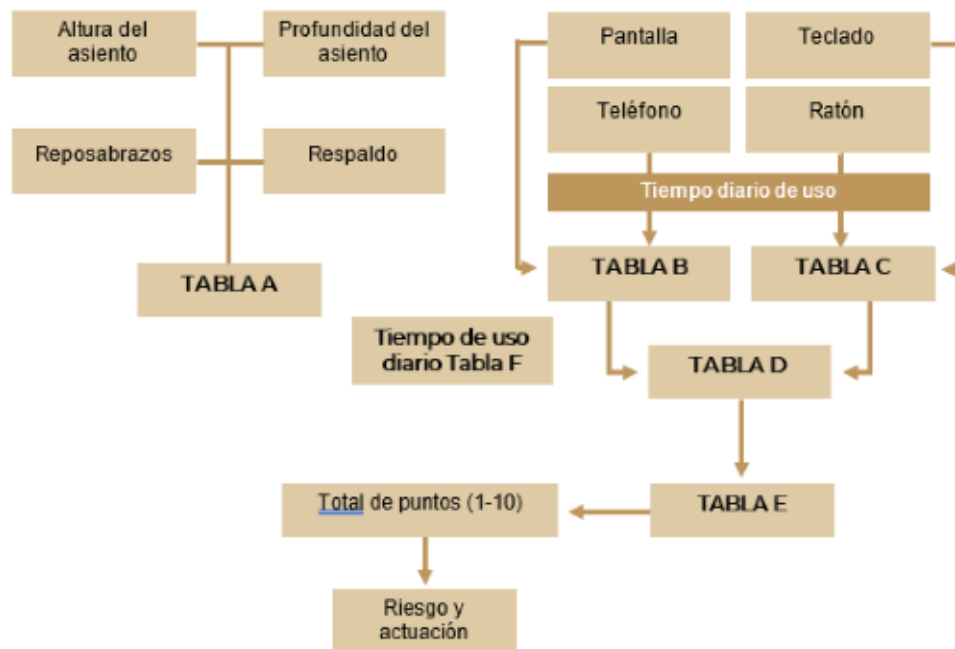 Altura del
asiento
Profundidad del
asiento
Pantalla
Teclado
Teléfono
Ratón
Reposabrazos
Respaldo
Tiempo diario de uso
TABLA A
TABLA B
TABLA C
Tiempo de uso
diario Tabla F
TABLA D
Total de puntos (1-10)
TABLA E
Riesgo y
actuación